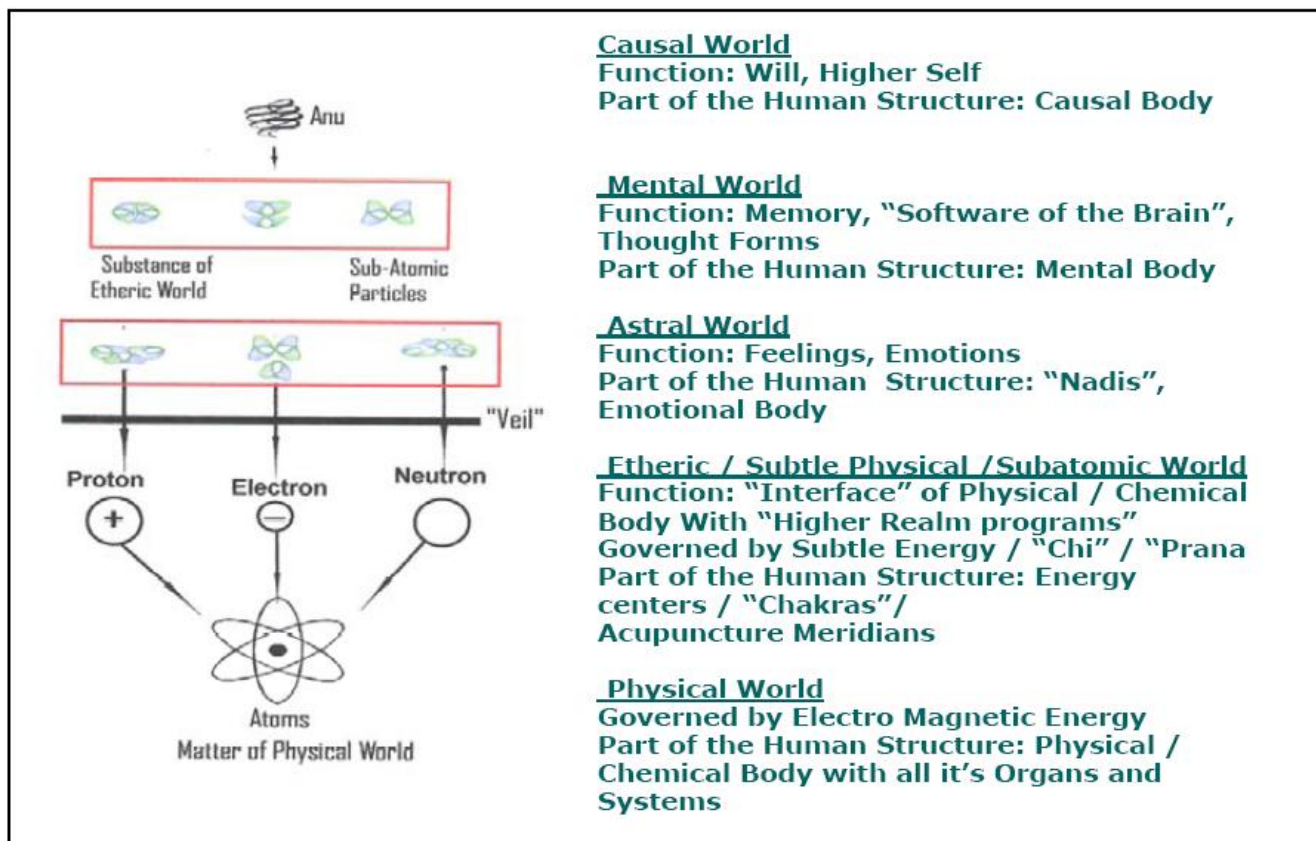 Anu
Substance of
Etheric World
Sub-Atomic
Particles
"Veil"
Proton
Electron
Neutron
+
−
Atoms
Matter of Physical World
Causal World
Function: Will, Higher Self
Part of the Human Structure: Causal Body
Mental World
Function: Memory, “Software of the Brain”,
Thought Forms
Part of the Human Structure: Mental Body
Astral World
Function: Feelings, Emotions
Part of the Human Structure: “Nadis”,
Emotional Body
Etheric / Subtle Physical /Subatomic World
Function: “Interface” of Physical / Chemical
Body With “Higher Realm programs”
Governed by Subtle Energy / “Chi” / “Prana
Part of the Human Structure: Energy
centers / “Chakras”/
Acupuncture Meridians
Physical World
Governed by Electro Magnetic Energy
Part of the Human Structure: Physical /
Chemical Body with all it’s Organs and
Systems